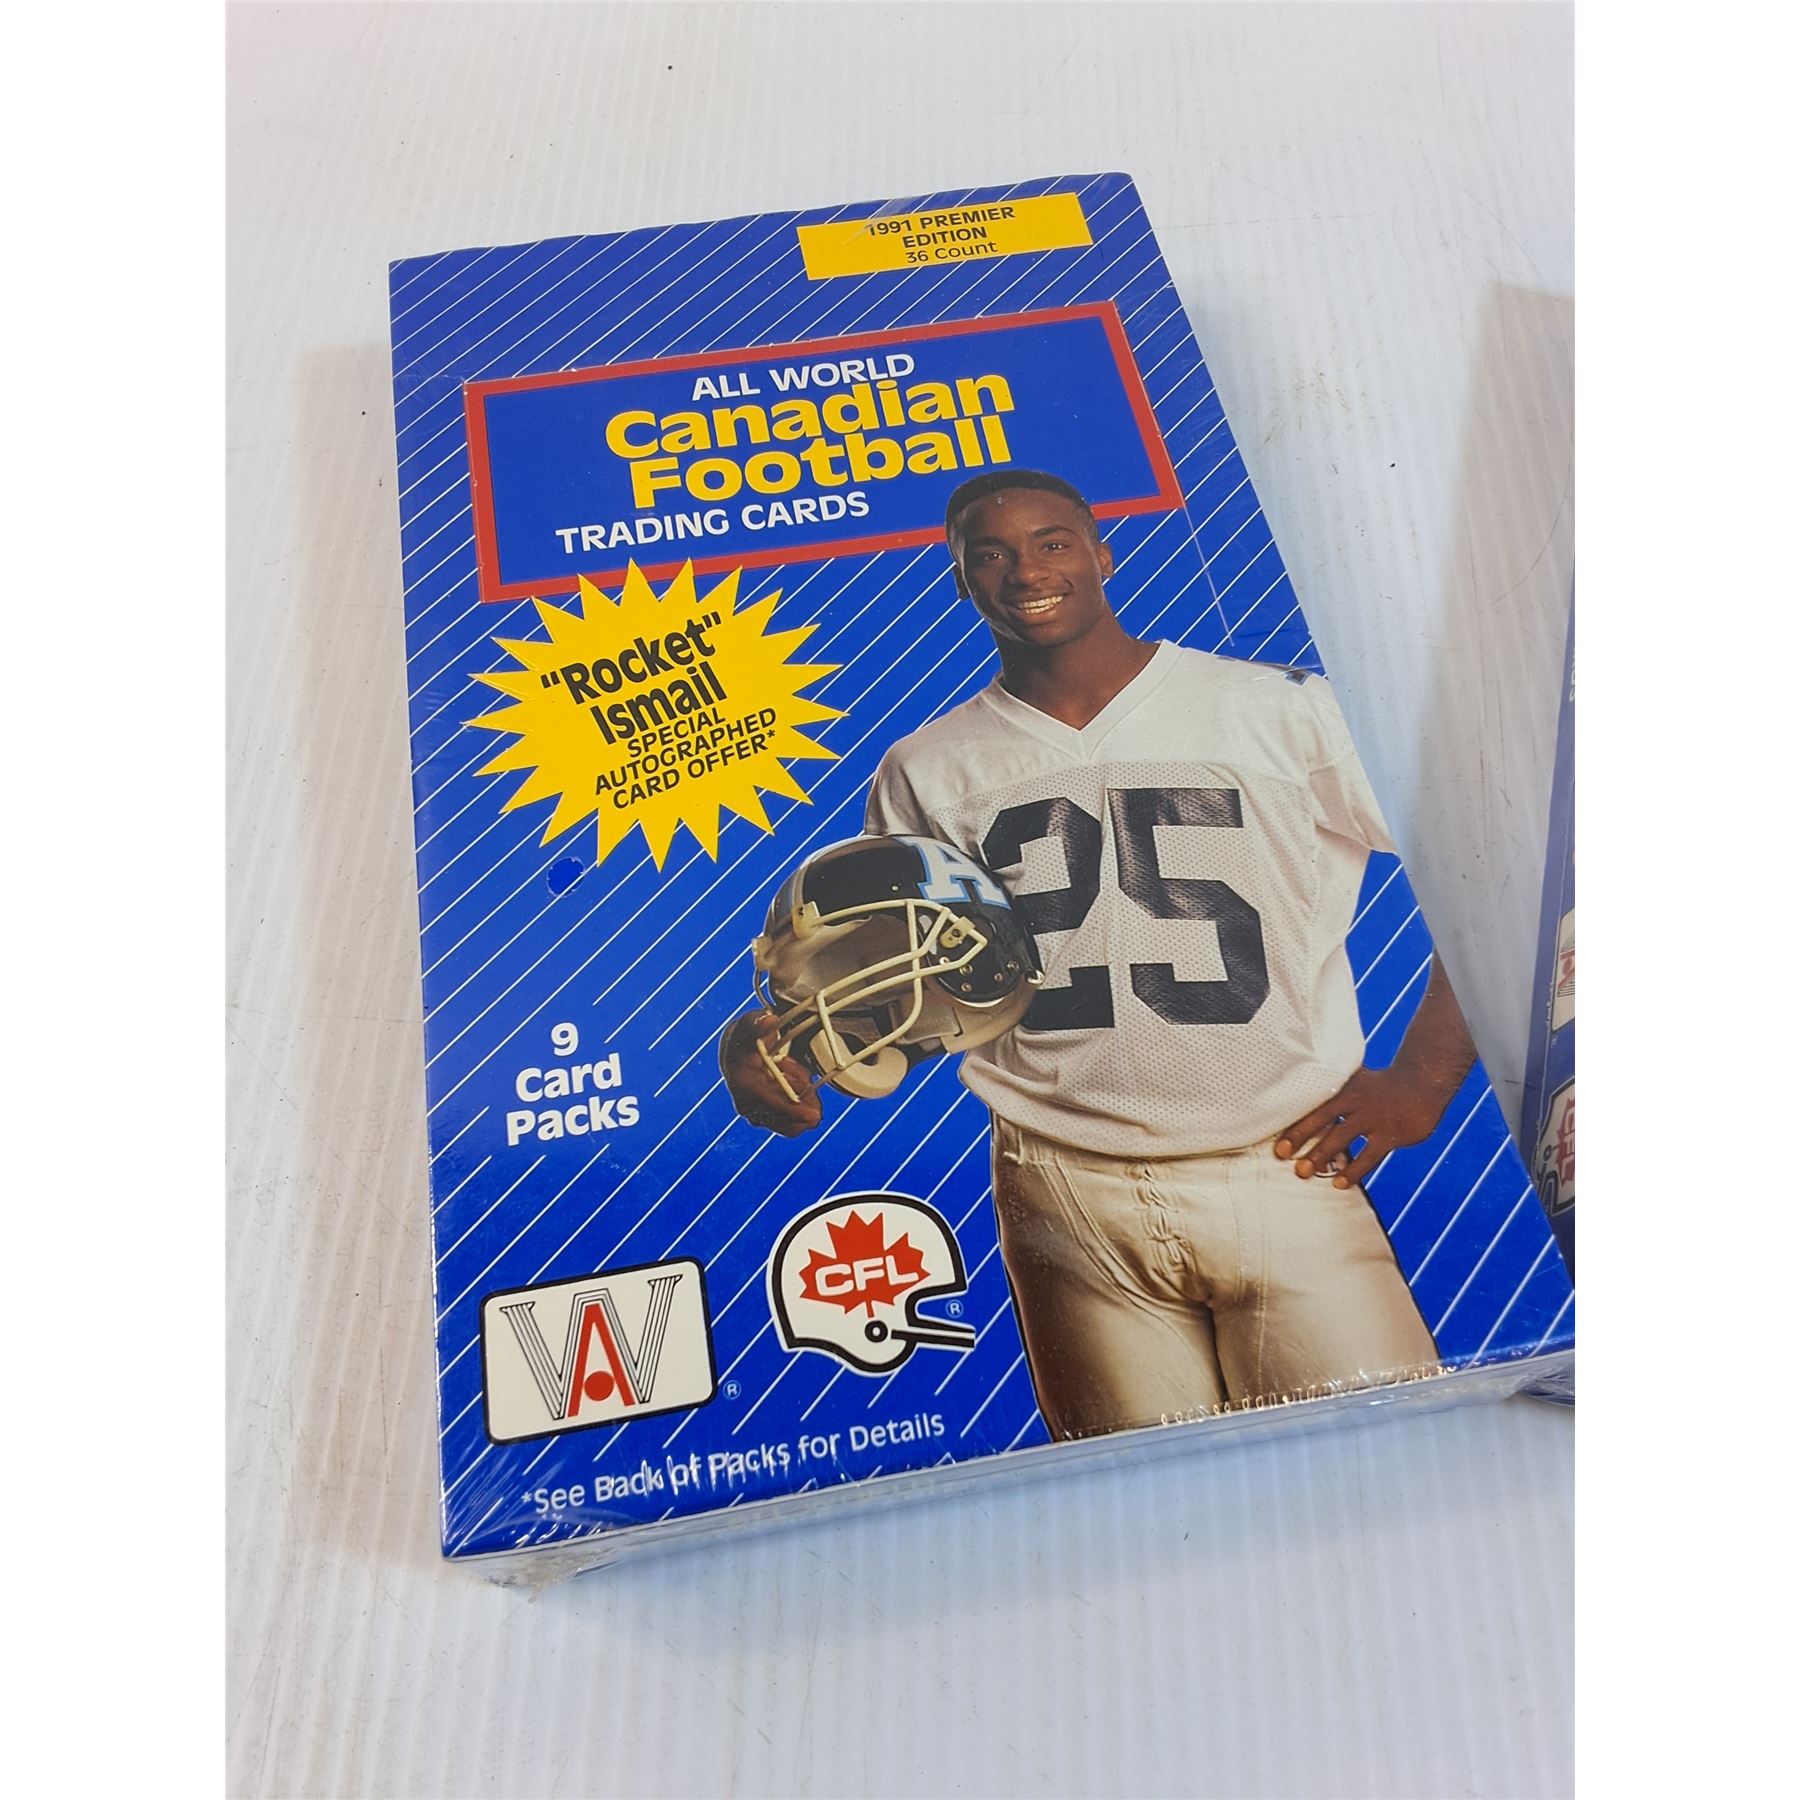 1991 PREMIER
EDITION
36 Count
ALL WORLD
Canadian
Football
TRADING CARDS
"Rocket"
Ismail
SPECIAL
AUTOGRAPHED
CARD OFFER*
A
25
9
Card
Packs
CFL
®
WA
®
*See Back of Packs for Details